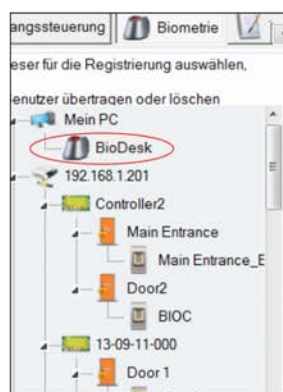 angssteuerung Biometrie
eser für die Registrierung auswählen,
enutzer übertragen oder löschen
Mein PC
BioDesk
192.168.1.201
Controller2
Main Entrance
Main Entrance_E
Door2
BIOC
13-09-11-000
Door 1